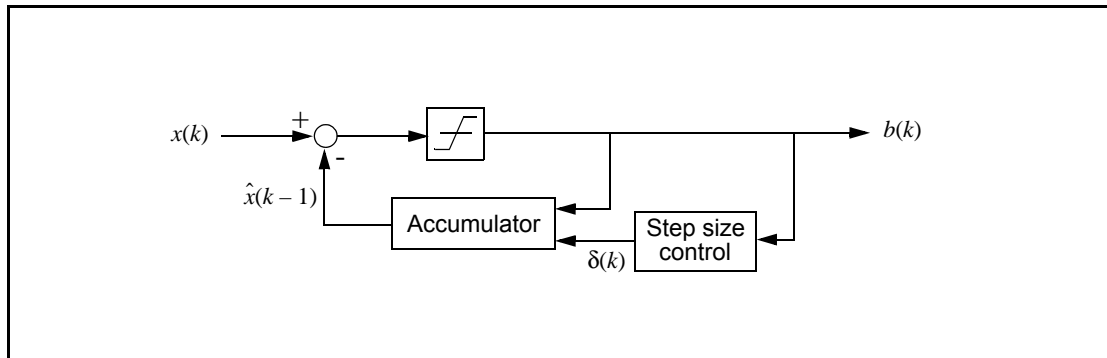 x(k)
+
-
b(k)
x̂(k – 1)
Accumulator
Step size
control
δ(k)